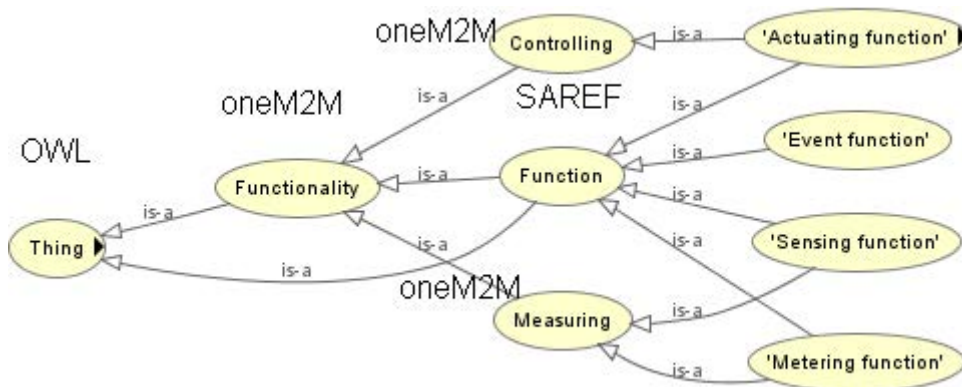 oneM2M
Controlling
is-a
'Actuating function'
is-a
oneM2M
SAREF
is-a
OWL
is-a
'Event function'
Functionality
is-a
Function
is-a
is-a
Thing
is-a
is-a
is-a
'Sensing function'
oneM2M
Measuring
is-a
is-a
'Metering function'